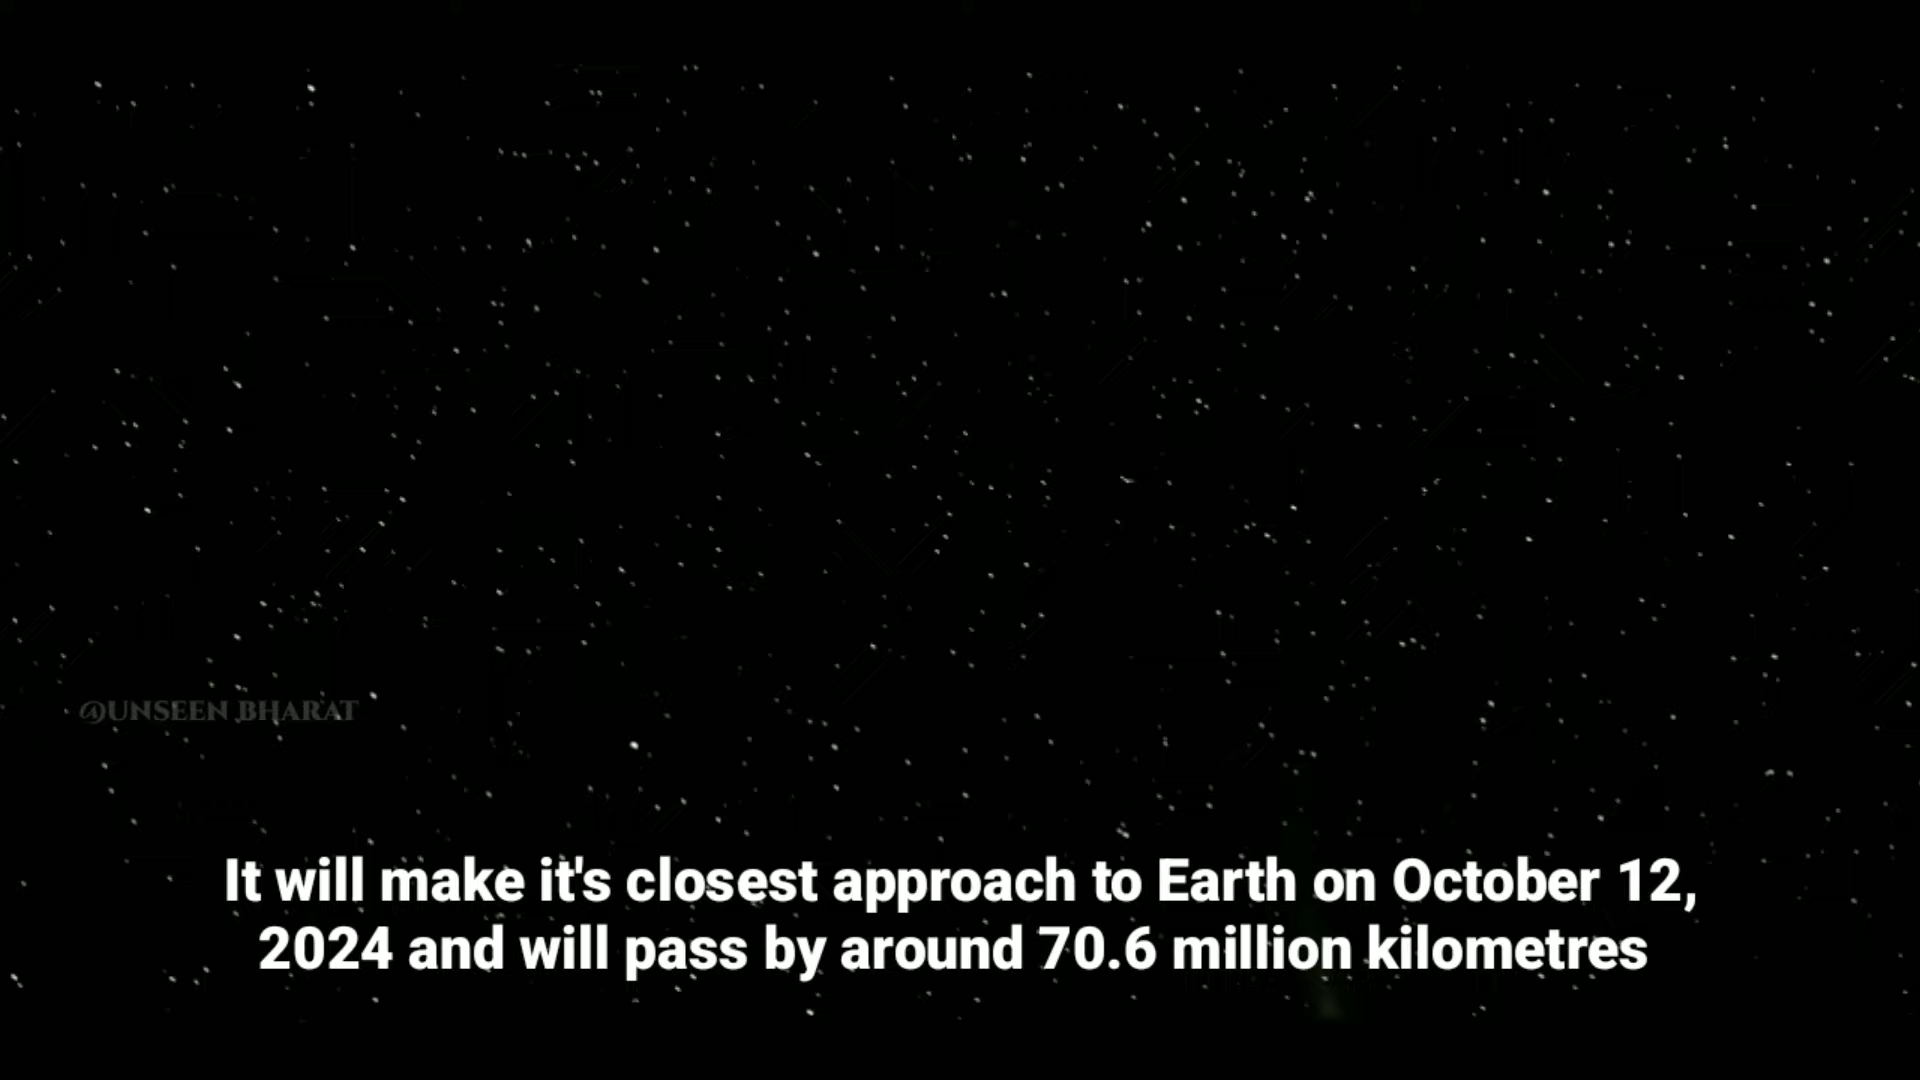 @UNSEEN BHARAT
It will make it's closest approach to Earth on October 12,
2024 and will pass by around 70.6 million kilometres